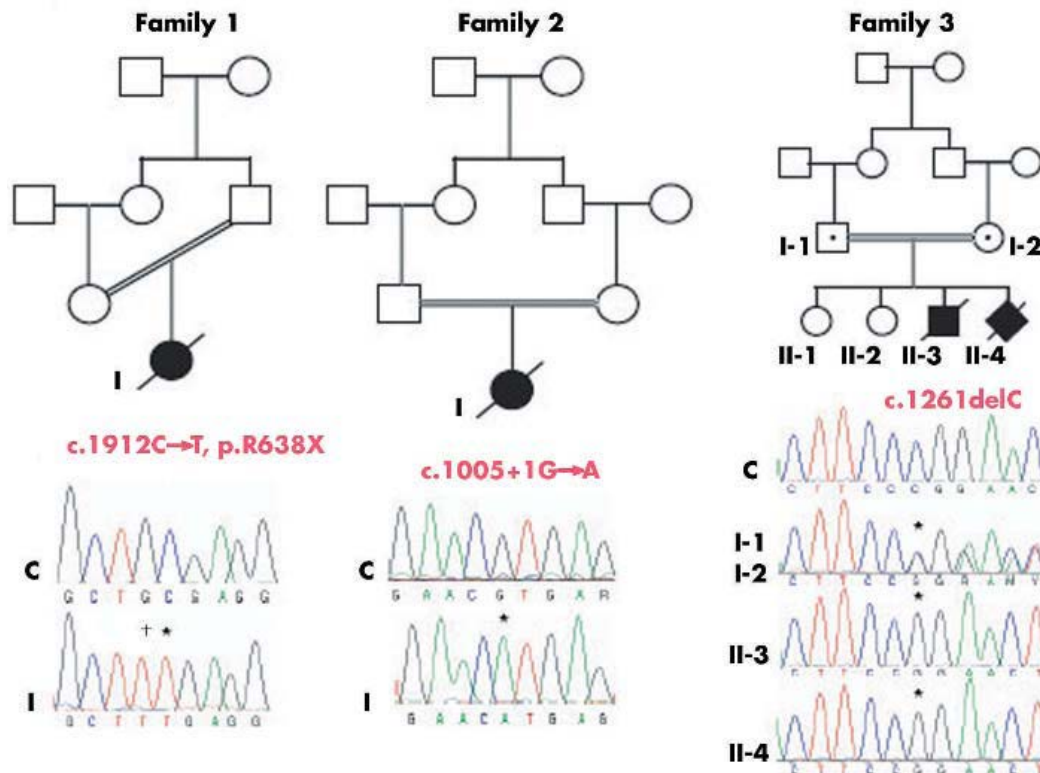 Family 1
Family 2
Family 3
I-1
I-2
II-1
II-2
II-3
II-4
I
I
c.1912C→T, p.R638X
c.1005+1G→A
c.1261delC
C
G C T G C G A G G
† *
I
G C T T T G A G G
C
G A A C G T G A R
*
I
G A A C A T G A G
C
C T T C C C G G A A C
I-1
I-2
*
C T T C C
II-3
*
C T T C C G G A A C T
II-4
*
C T T C C G G A A C T